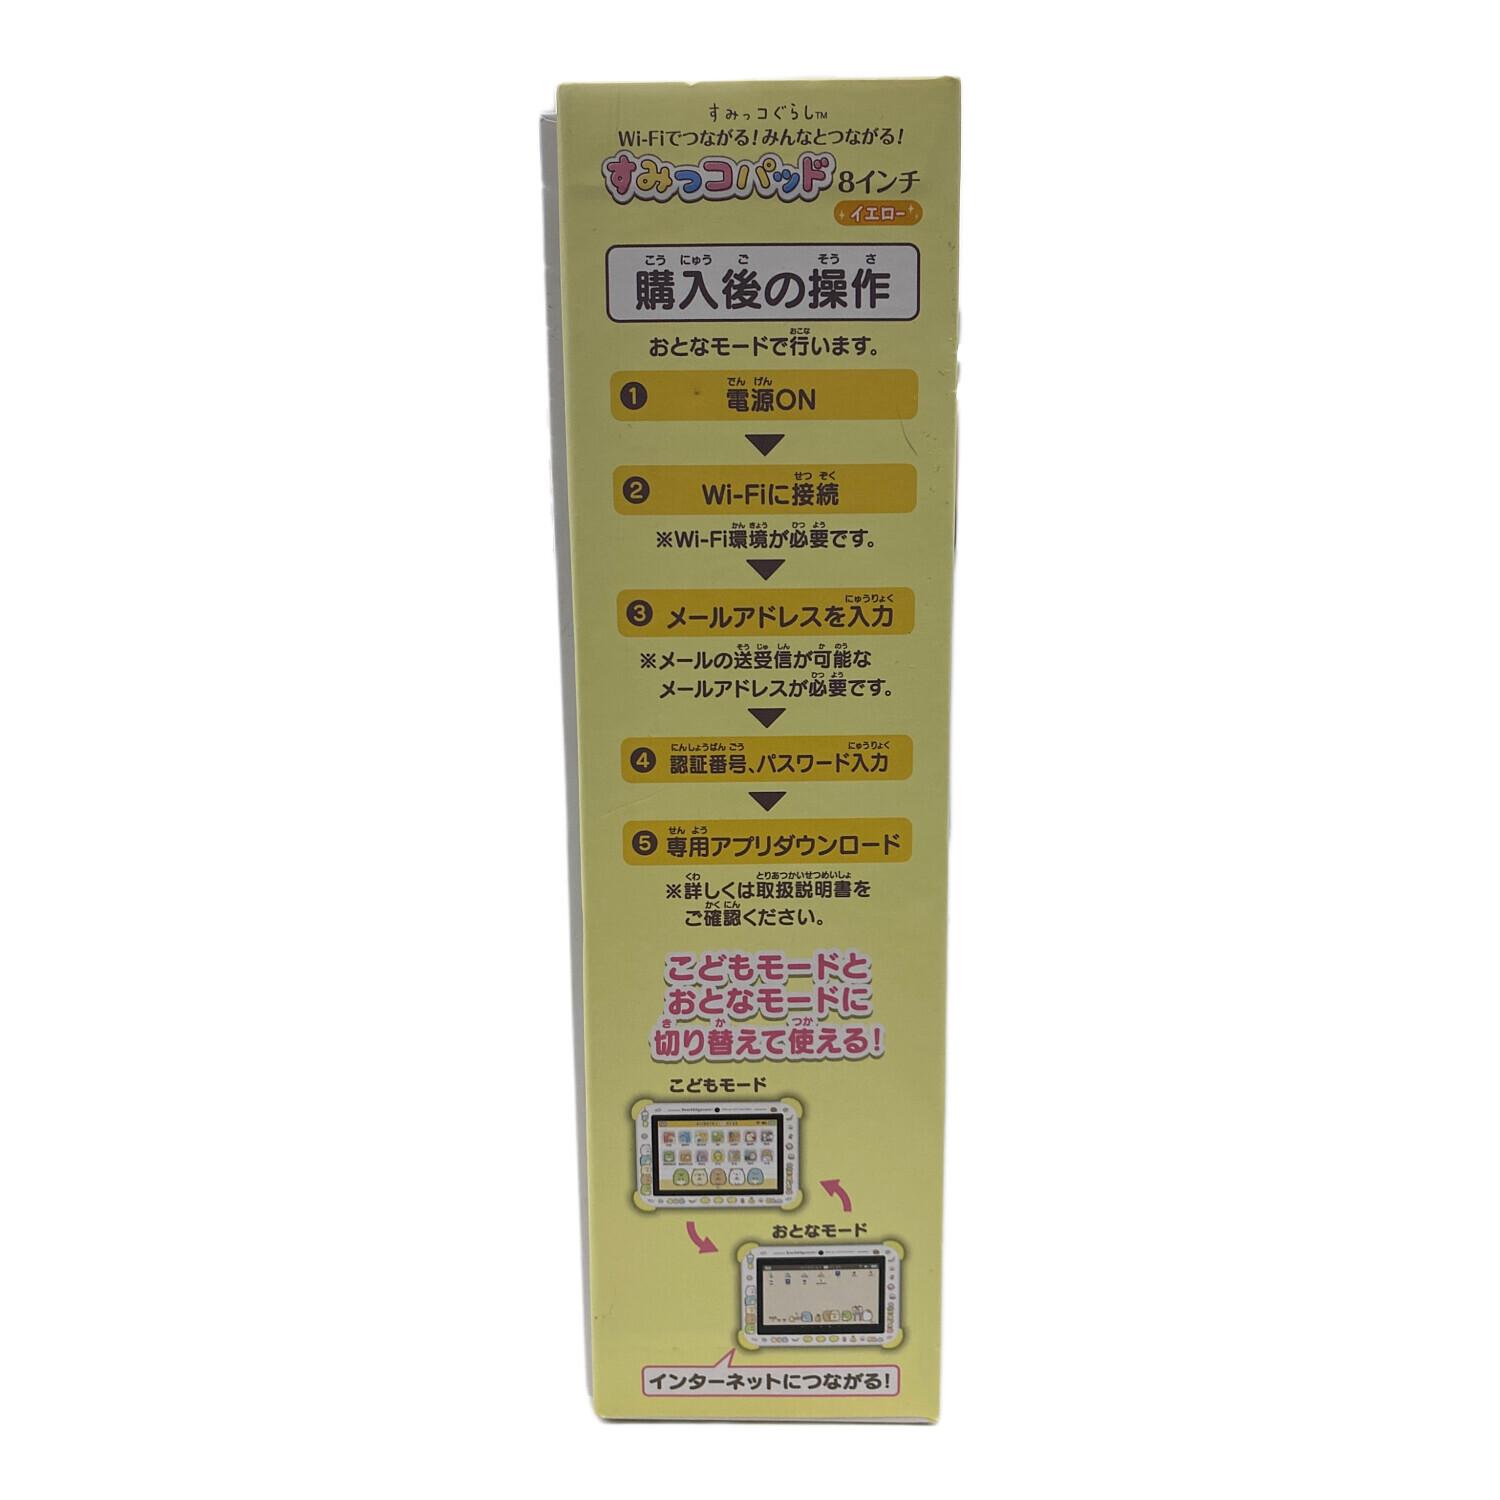 すみっコぐらし™
Wi-Fiでつながる!みんなとつながる!
すみっコパッド 8インチ
イエロー
購入後の操作
おとなモードで行います。
1 電源ON
2 Wi-Fiに接続
※Wi-Fi環境が必要です。
3 メールアドレスを入力
※メールの送受信が可能な
メールアドレスが必要です。
4 認証番号、パスワード入力
5 専用アプリダウンロード
※詳しくは取扱説明書を
ご確認ください。
こどもモードと
おとなモードに
切り替えて使える!
こどもモード
おとなモード
インターネットにつながる!